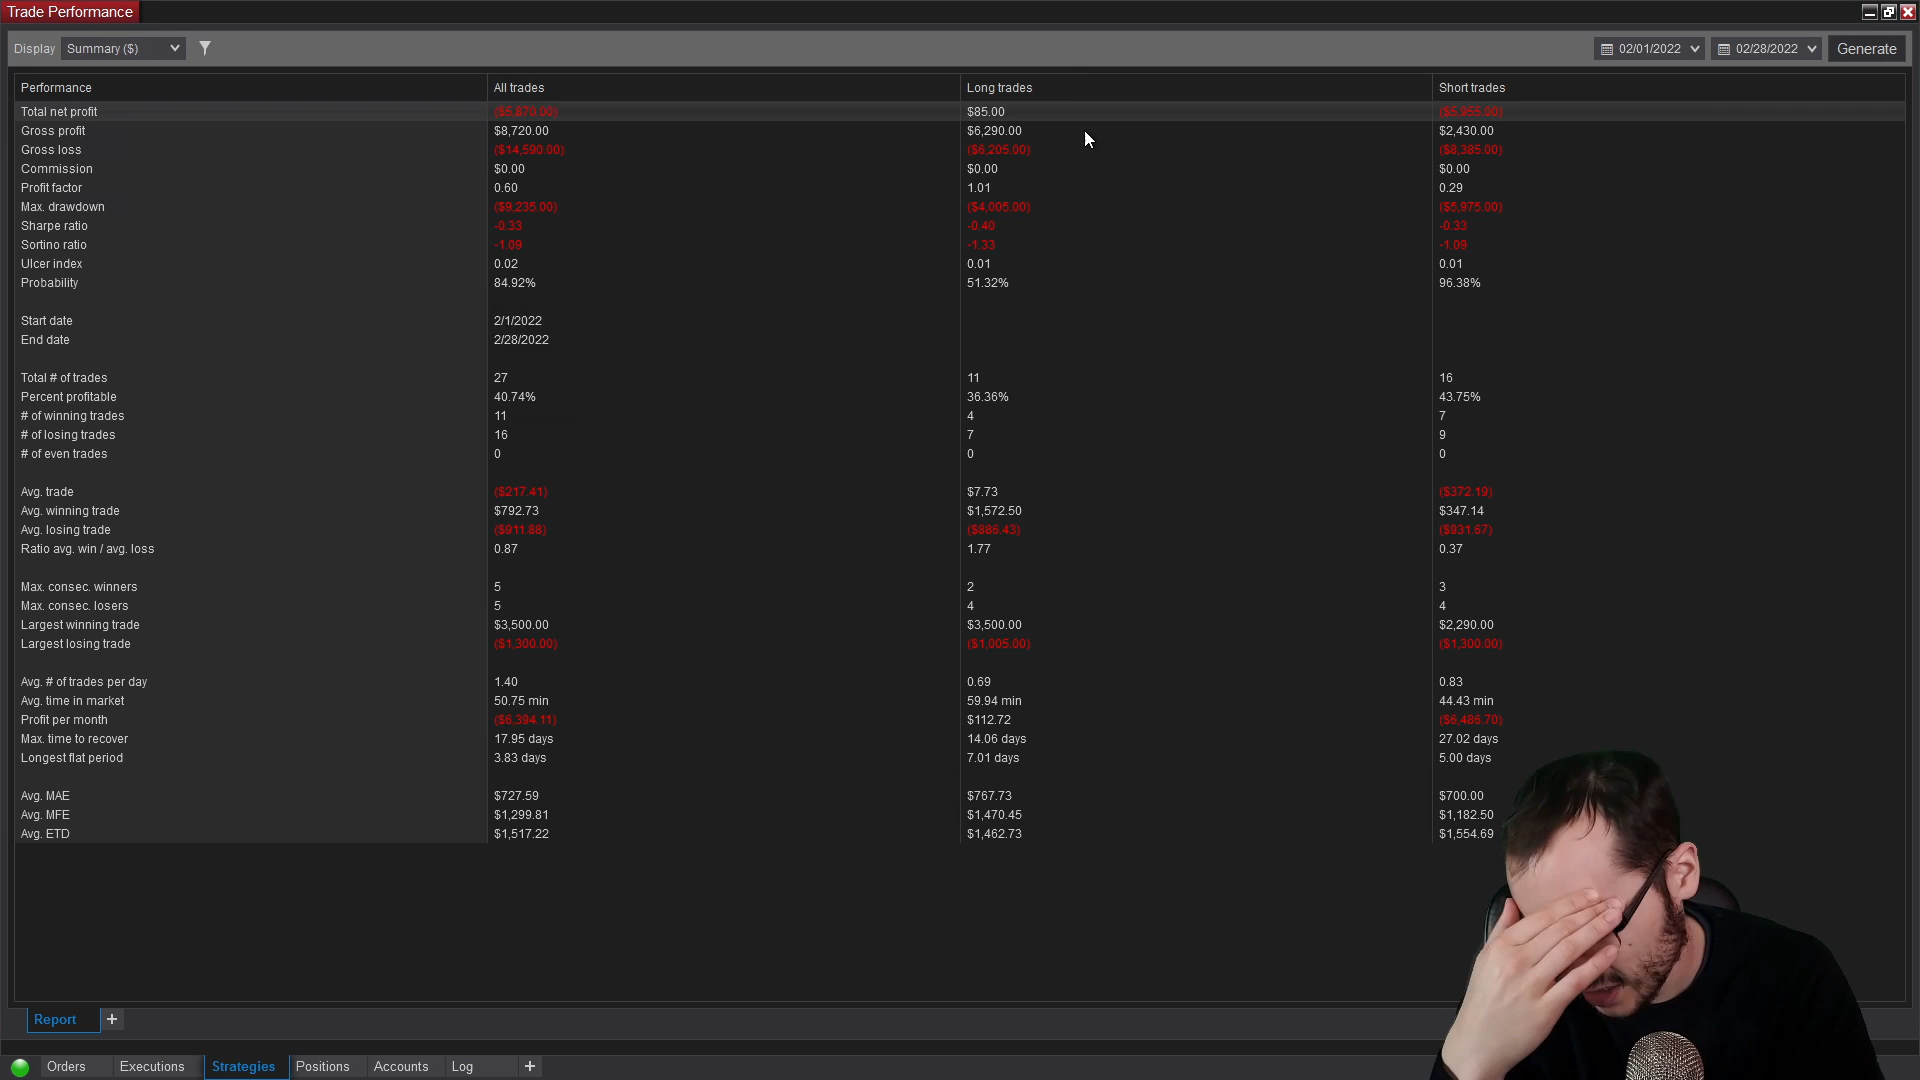 Trade Performance
Display Summary ($) 02/01/2022 02/28/2022 Generate
Performance All trades Long trades Short trades
Total net profit ($5,870.00) $85.00 ($5,955.00)
Gross profit $8,720.00 $6,290.00 $2,430.00
Gross loss ($14,590.00) ($6,205.00) ($8,385.00)
Commission $0.00 $0.00 $0.00
Profit factor 0.60 1.01 0.29
Max. drawdown ($9,235.00) ($4,005.00) ($5,975.00)
Sharpe ratio -0.33 -0.40 -0.33
Sortino ratio -1.09 -1.33 -1.09
Ulcer index 0.02 0.01 0.01
Probability 84.92% 51.32% 96.38%
Start date 2/1/2022
End date 2/28/2022
Total # of trades 27 11 16
Percent profitable 40.74% 36.36% 43.75%
# of winning trades 11 4 7
# of losing trades 16 7 9
# of even trades 0 0 0
Avg. trade ($217.41) $7.73 ($372.19)
Avg. winning trade $792.73 $1,572.50 $347.14
Avg. losing trade ($911.88) ($886.43) ($931.67)
Ratio avg. win / avg. loss 0.87 1.77 0.37
Max. consec. winners 5 2 3
Max. consec. losers 5 4 4
Largest winning trade $3,500.00 $3,500.00 $2,290.00
Largest losing trade ($1,300.00) ($1,005.00) ($1,300.00)
Avg. # of trades per day 1.40 0.69 0.83
Avg. time in market 50.75 min 59.94 min 44.43 min
Profit per month ($6,394.11) $112.72 ($6,486.70)
Max. time to recover 17.95 days 14.06 days 27.02 days
Longest flat period 3.83 days 7.01 days 5.00 days
Avg. MAE $727.59 $767.73 $700.00
Avg. MFE $1,299.81 $1,470.45 $1,182.50
Avg. ETD $1,517.22 $1,462.73 $1,554.69
Report +
Orders Executions Strategies Positions Accounts Log +